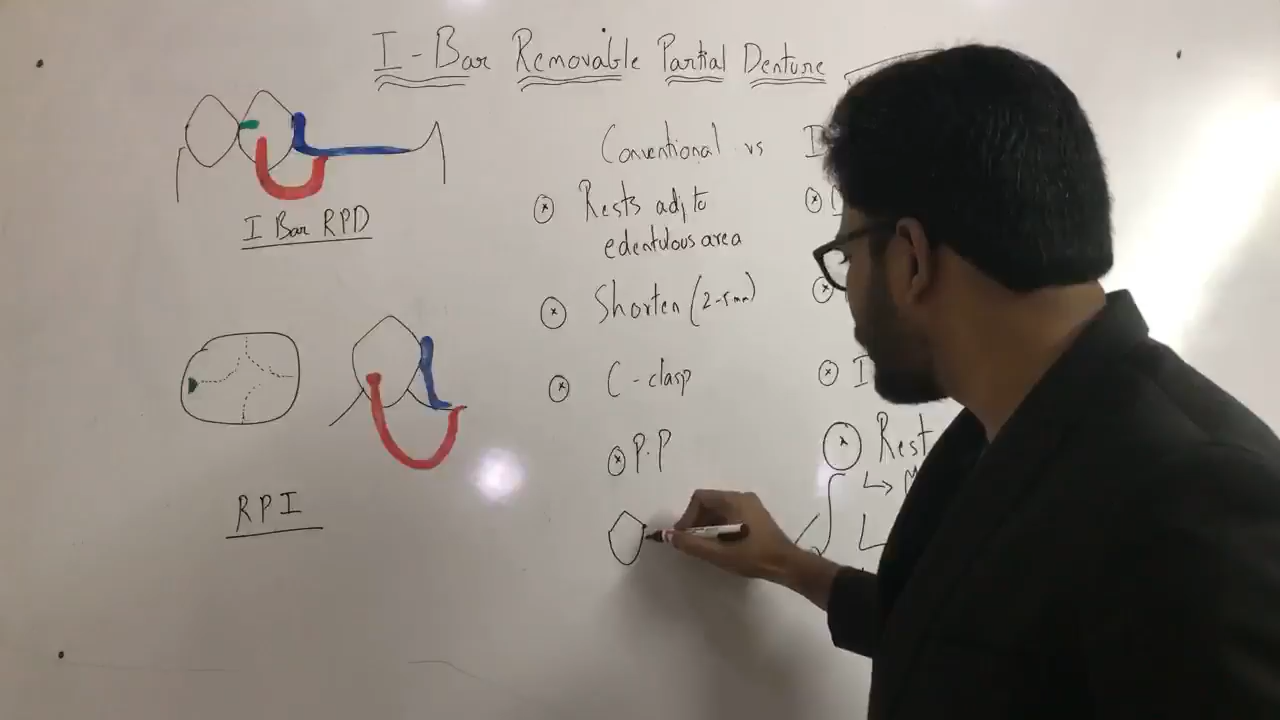 I-Bar Removable Partial Denture
Conventional vs I
Rests adj to
edentulous area
Shorten (2-5mm)
C-clasp
P.P
I
Rest
↳ M
I Bar RPD
RPI